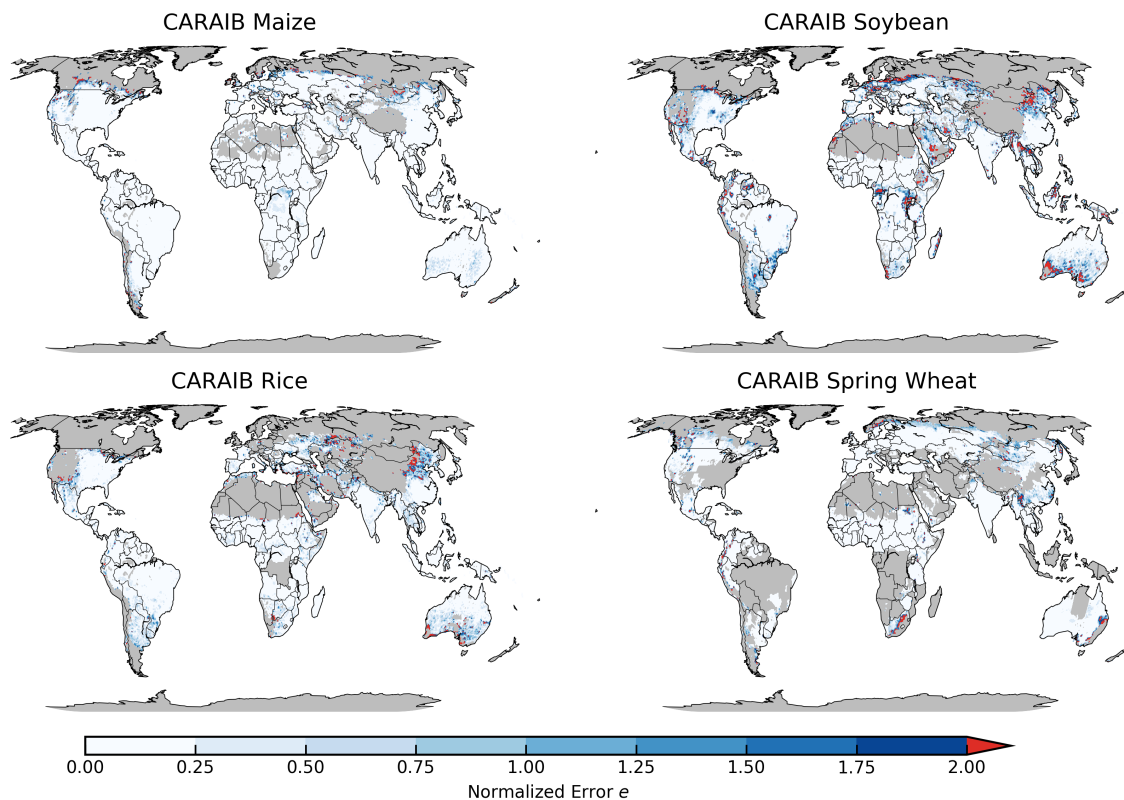 CARAIB Maize
CARAIB Soybean
CARAIB Rice
CARAIB Spring Wheat
0.00 0.25 0.50 0.75 1.00 1.25 1.50 1.75 2.00
Normalized Error e